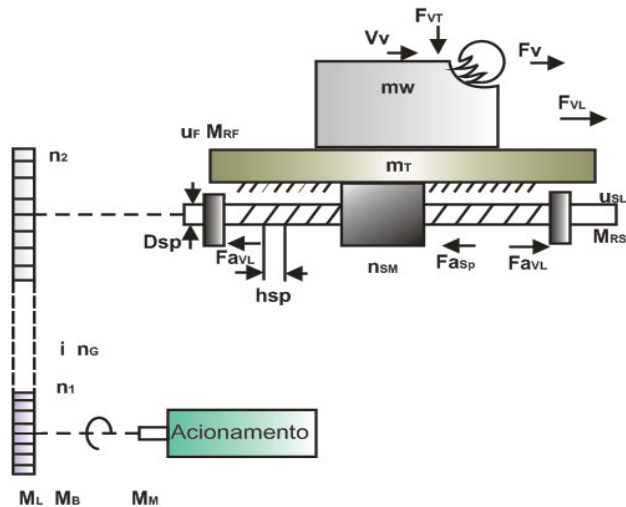 FVT
Vv
Fv
mw
FVL
uF MRF
n2
mT
uSL
Dsp
FaVL
nSM
FaSp
FaVL
MRS
hsp
i nG
n1
Acionamento
ML MB MM